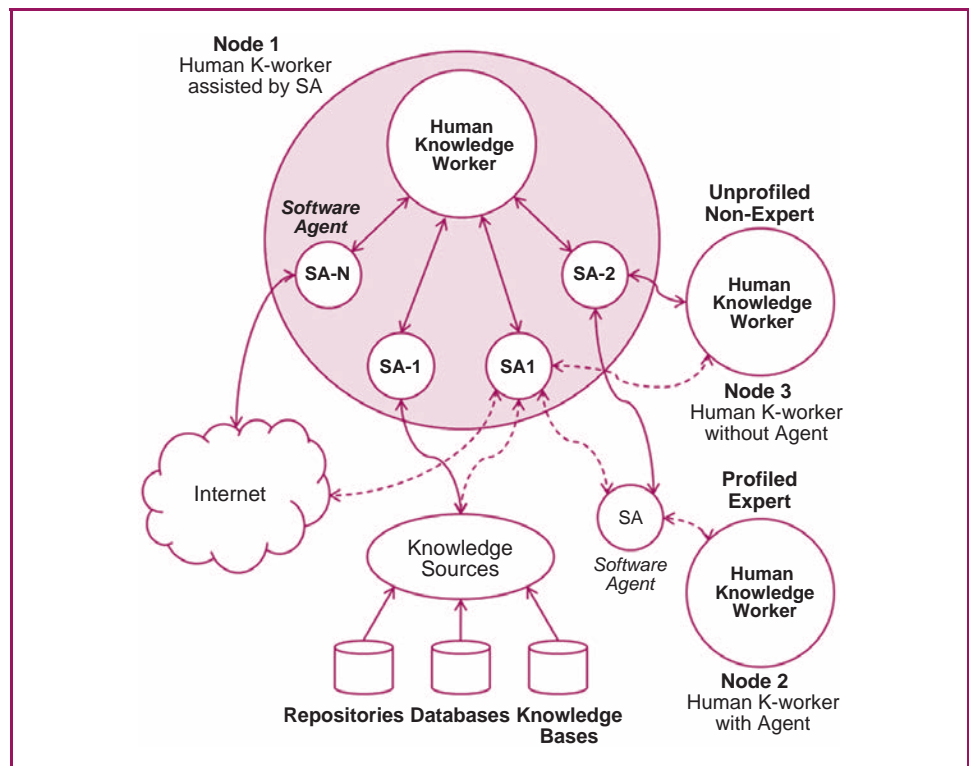 Node 1
Human K-worker
assisted by SA
Human
Knowledge
Worker
Software
Agent
SA-N
SA-2
SA-1
SA1
Unprofiled
Non-Expert
Human
Knowledge
Worker
Node 3
Human K-worker
without Agent
Internet
Knowledge
Sources
SA
Software
Agent
Profiled
Expert
Human
Knowledge
Worker
Node 2
Human K-worker
with Agent
Repositories Databases Knowledge
Bases